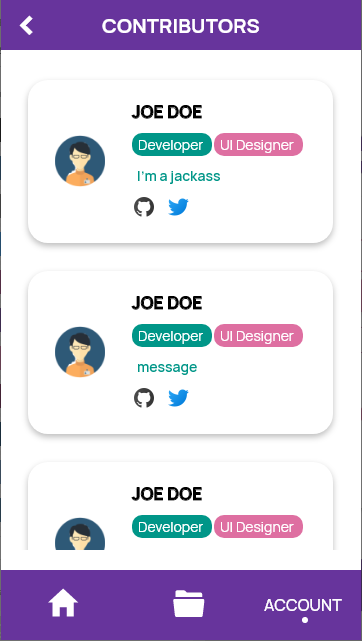 CONTRIBUTORS
JOE DOE
Developer UI Designer
I'm a jackass
JOE DOE
Developer UI Designer
message
JOE DOE
Developer UI Designer
ACCOUNT